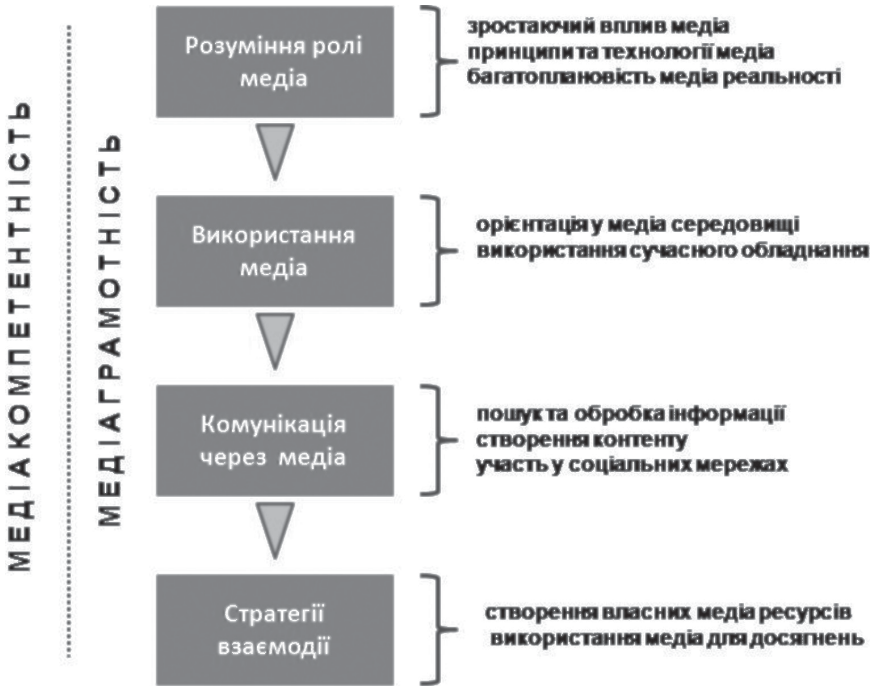 МЕДІАКОМПЕТЕНТНІСТЬ
МЕДІАГРАМОТНІСТЬ
Розуміння ролі
медіа
зростаючий вплив медіа
принципи та технології медіа
багатоплановість медіа реальності
Використання
медіа
орієнтація у медіа середовищі
використання сучасного обладнання
Комунікація
через медіа
пошук та обробка інформації
створення контенту
участь у соціальних мережах
Стратегії
взаємодії
створення власних медіа ресурсів
використання медіа для досягнень